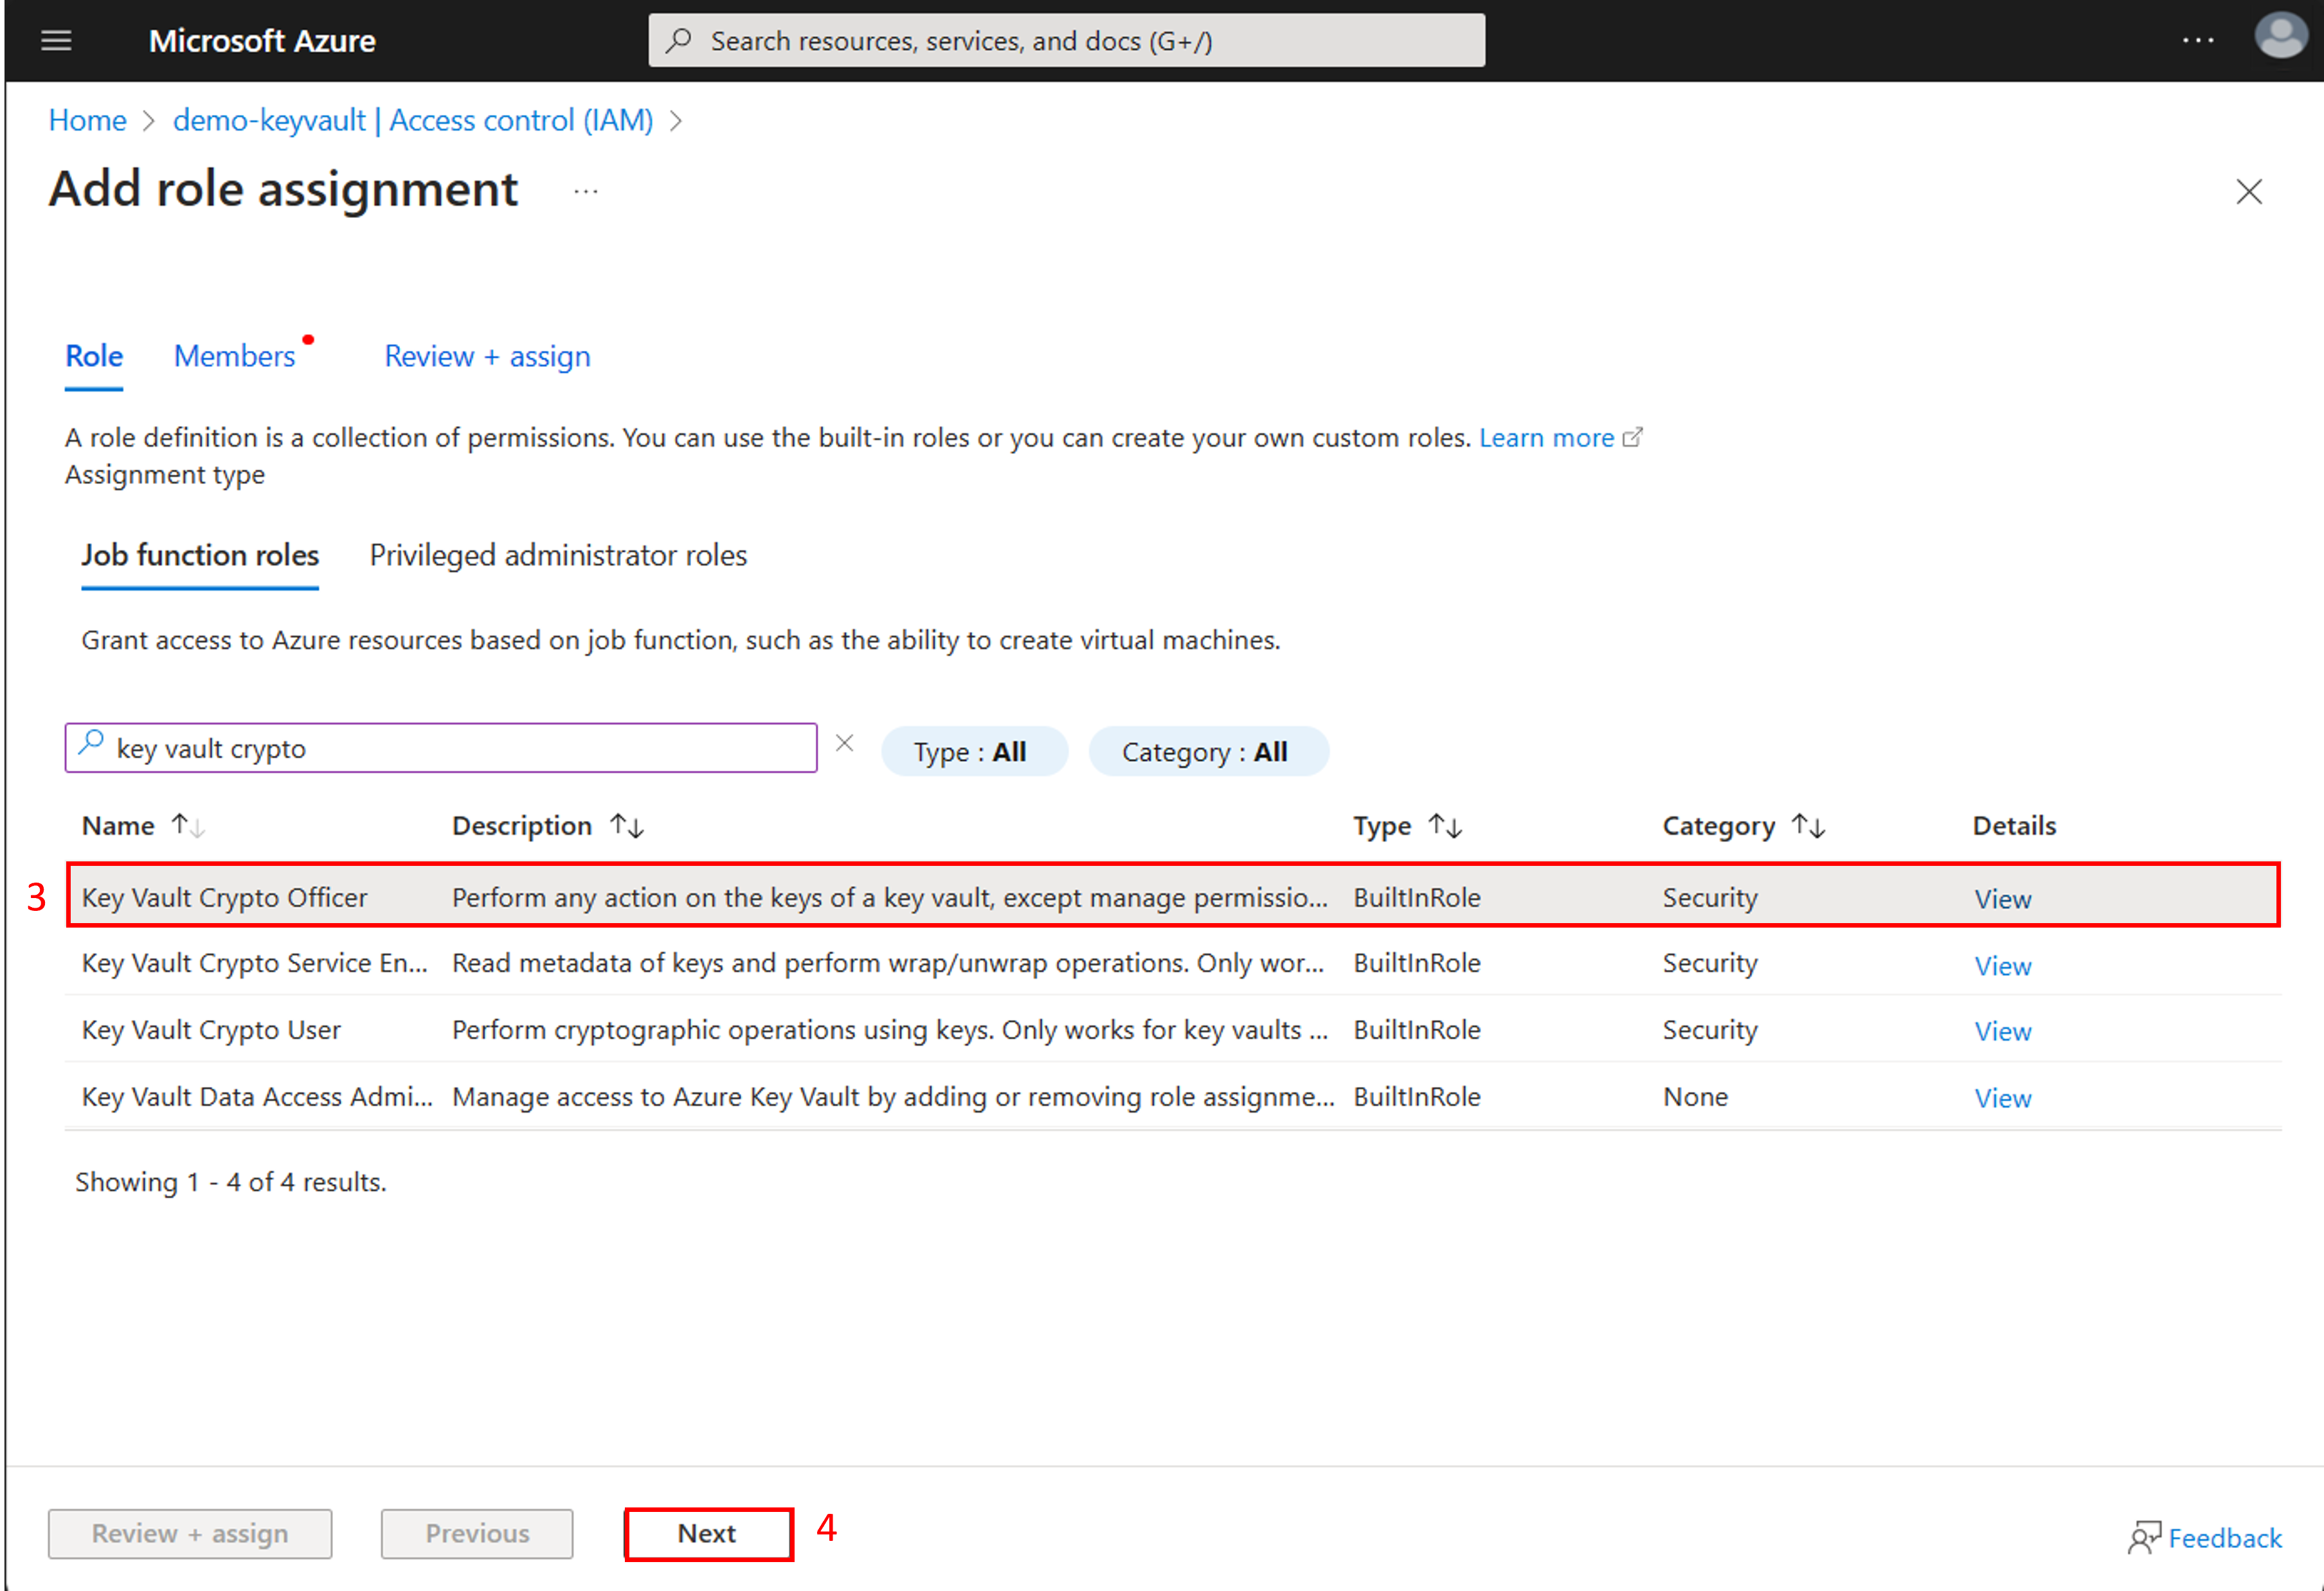 Microsoft Azure
Search resources, services, and docs (G+/)
...
Home > demo-keyvault | Access control (IAM) >
Add role assignment ...
Role Members Review + assign
A role definition is a collection of permissions. You can use the built-in roles or you can create your own custom roles. Learn more
Assignment type
Job function roles Privileged administrator roles
Grant access to Azure resources based on job function, such as the ability to create virtual machines.
key vault crypto Type : All Category : All
Name ↑↓ Description ↑↓ Type ↑↓ Category ↑↓ Details
3 Key Vault Crypto Officer Perform any action on the keys of a key vault, except manage permissio... BuiltInRole Security View
Key Vault Crypto Service En... Read metadata of keys and perform wrap/unwrap operations. Only wor... BuiltInRole Security View
Key Vault Crypto User Perform cryptographic operations using keys. Only works for key vaults ... BuiltInRole Security View
Key Vault Data Access Admi... Manage access to Azure Key Vault by adding or removing role assignme... BuiltInRole None View
Showing 1 - 4 of 4 results.
Review + assign Previous Next 4 Feedback